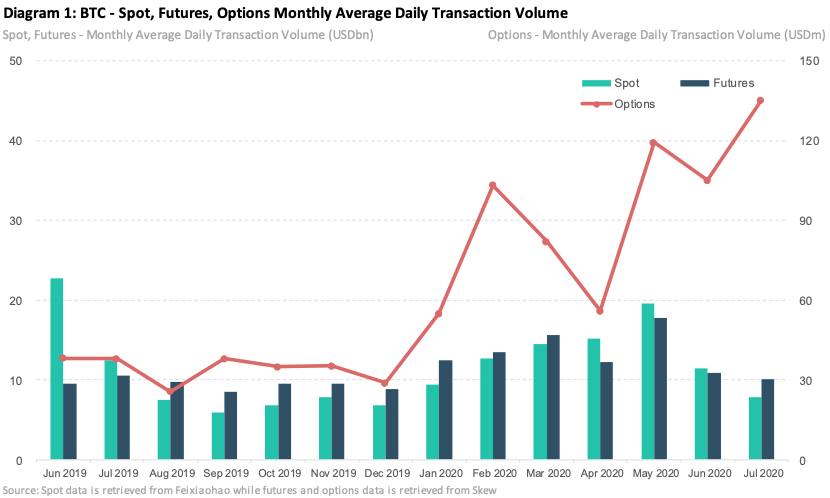 Diagram 1: BTC - Spot, Futures, Options Monthly Average Daily Transaction Volume
Spot, Futures - Monthly Average Daily Transaction Volume (USDbn) Options - Monthly Average Daily Transaction Volume (USDm)
50 150
Spot Futures
Options
40 120
30 90
20 60
10 30
0 0
Jun 2019 Jul 2019 Aug 2019 Sep 2019 Oct 2019 Nov 2019 Dec 2019 Jan 2020 Feb 2020 Mar 2020 Apr 2020 May 2020 Jun 2020 Jul 2020
Source: Spot data is retrieved from Feixiaohao while futures and options data is retrieved from Skew